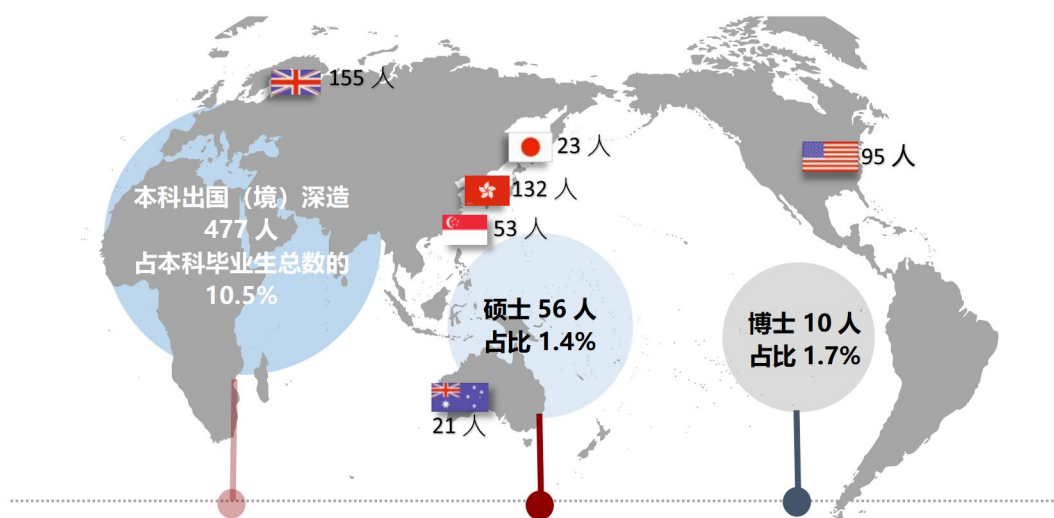 155 人
23 人
132 人
95 人
本科出国（境）深造
477 人
占本科毕业生总数的
10.5%
53 人
硕士 56 人
占比 1.4%
博士 10 人
占比 1.7%
21 人